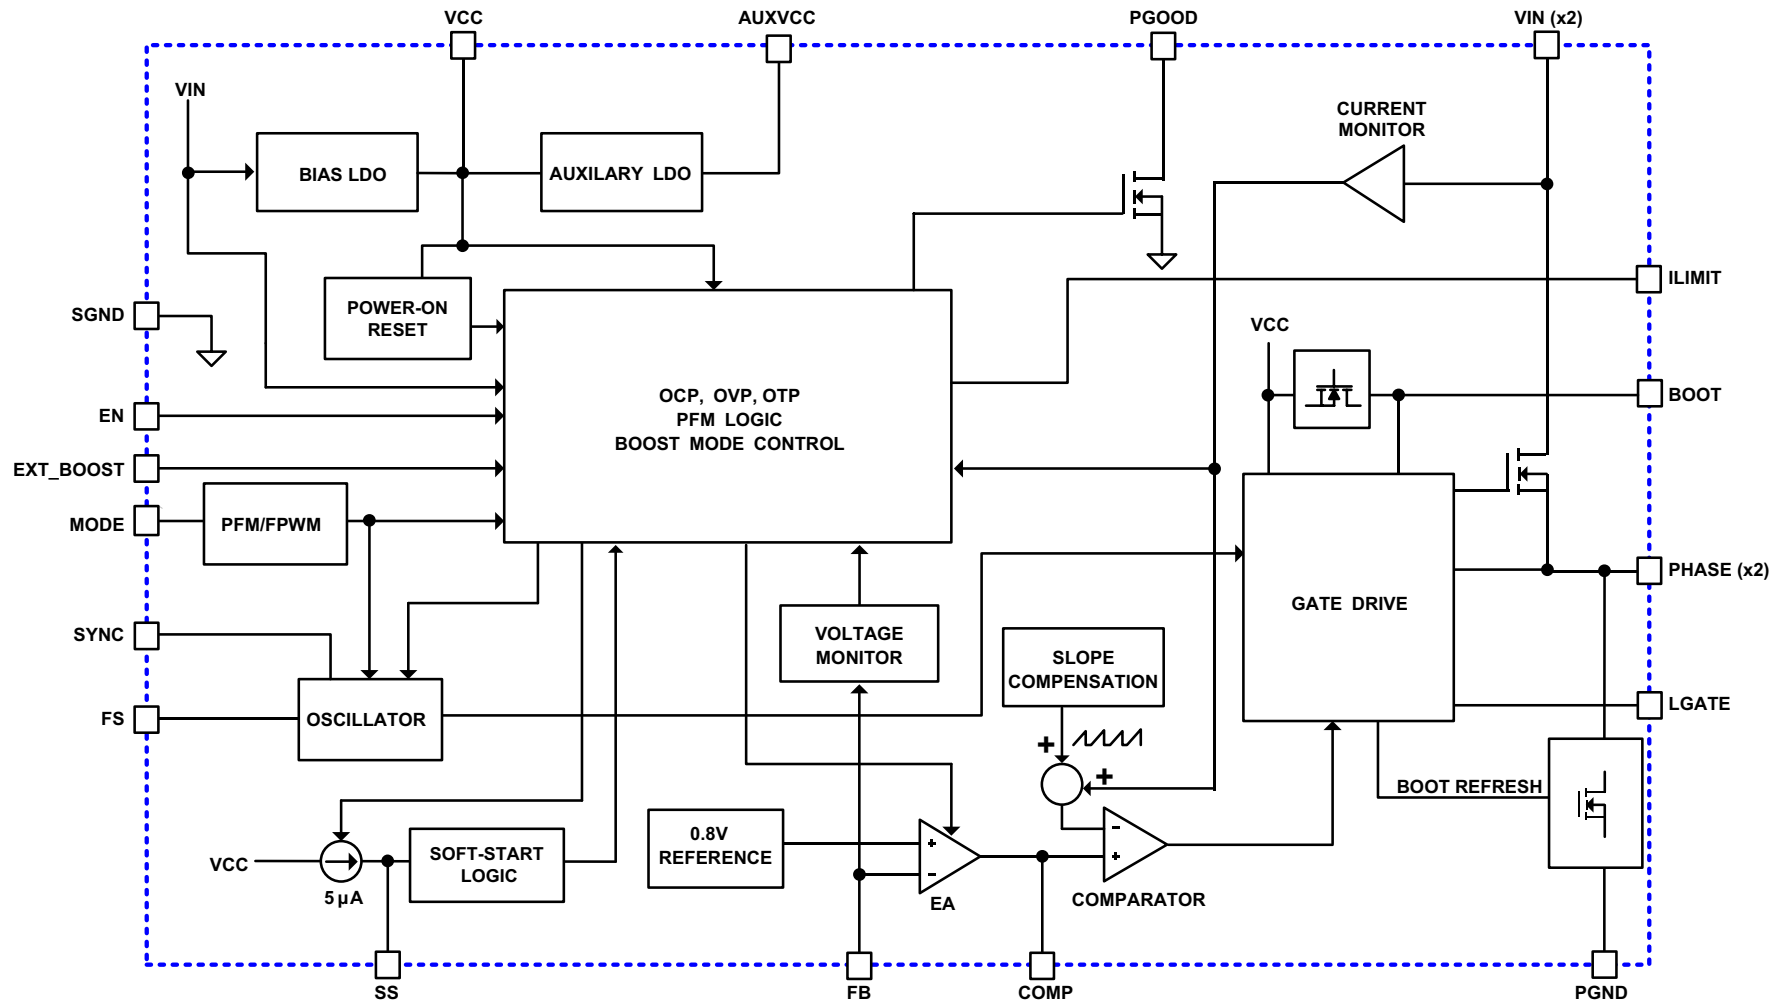 VCC
AUXVCC
PGOOD
VIN (x2)
VIN
CURRENT
MONITOR
BIAS LDO
AUXILARY LDO
ILIMIT
SGND
POWER-ON
RESET
VCC
OCP, OVP, OTP
PFM LOGIC
BOOST MODE CONTROL
BOOT
EN
EXT_BOOST
MODE
PFM/FPWM
PHASE (x2)
GATE DRIVE
SYNC
VOLTAGE
MONITOR
SLOPE
COMPENSATION
FS
OSCILLATOR
LGATE
+
+
BOOT REFRESH
0.8V
REFERENCE
+
-
-
+
VCC
SOFT-START
LOGIC
5 µA
EA
COMPARATOR
SS
FB
COMP
PGND